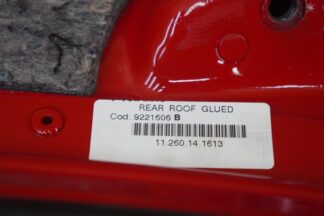 REAR ROOF GLUED
Cod. 9221606 B
11.260.14.1613